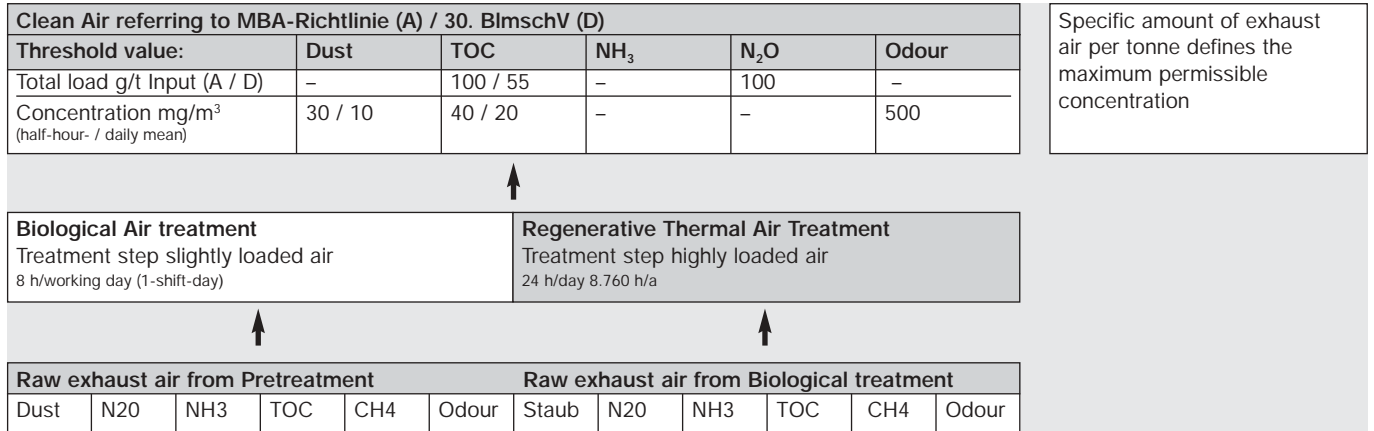 Clean Air referring to MBA-Richtlinie (A) / 30. BlmschV (D)
Threshold value: Dust TOC NH₃ N₂O Odour
Total load g/t Input (A / D) – 100 / 55 – 100 –
Concentration mg/m³ 30 / 10 40 / 20 – – 500
(half-hour- / daily mean)
Specific amount of exhaust
air per tonne defines the
maximum permissible
concentration
Biological Air treatment
Treatment step slightly loaded air
8 h/working day (1-shift-day)
Regenerative Thermal Air Treatment
Treatment step highly loaded air
24 h/day 8.760 h/a
Raw exhaust air from Pretreatment Raw exhaust air from Biological treatment
Dust N20 NH3 TOC CH4 Odour Staub N20 NH3 TOC CH4 Odour